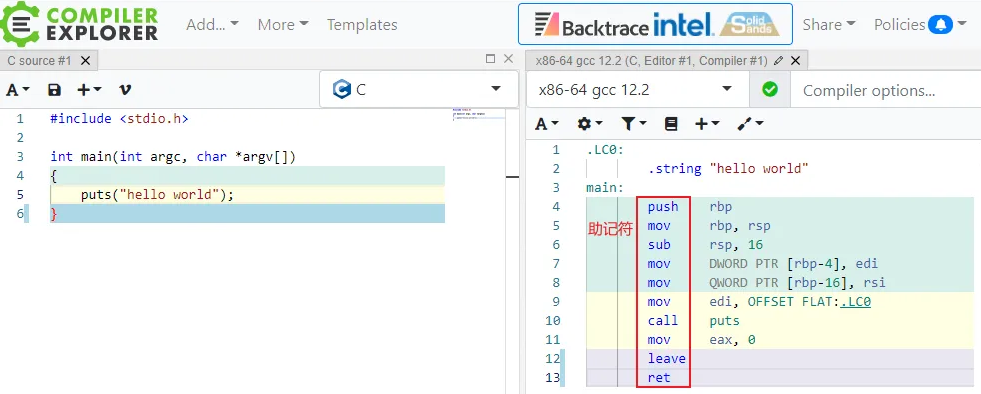 COMPILER
EXPLORER
Add...
More
Templates
Backtrace
intel.
Solid
Sands
Share
Policies
C source #1
A
C
1 #include <stdio.h>
2
3 int main(int argc, char *argv[])
4 {
5     puts("hello world");
6 }
x86-64 gcc 12.2 (C, Editor #1, Compiler #1)
x86-64 gcc 12.2
Compiler options...
A
1 .LC0:
2         .string "hello world"
3 main:
4         push    rbp
助记符
5         mov     rbp, rsp
6         sub     rsp, 16
7         mov     DWORD PTR [rbp-4], edi
8         mov     QWORD PTR [rbp-16], rsi
9         mov     edi, OFFSET FLAT:.LC0
10         call    puts
11         mov     eax, 0
12         leave
13         ret